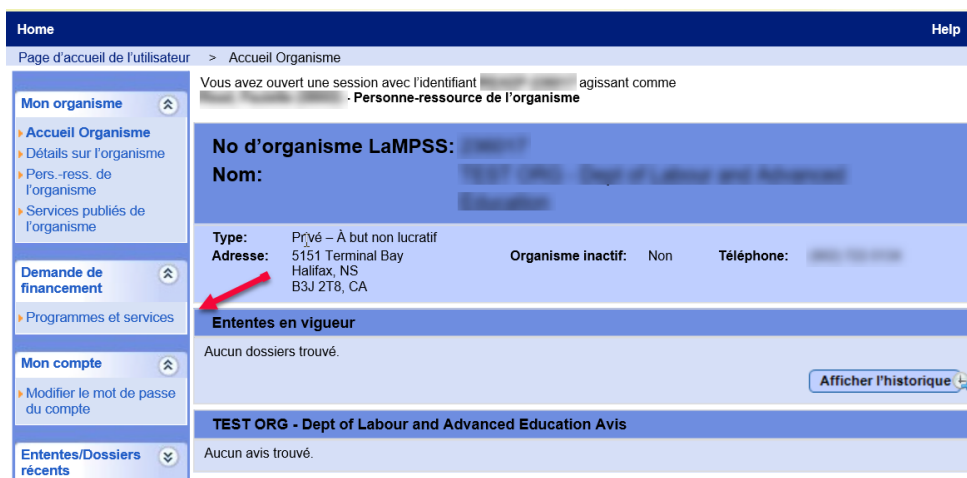 Home Help
Page d'accueil de l'utilisateur > Accueil Organisme
Vous avez ouvert une session avec l'identifiant agissant comme
- Personne-ressource de l'organisme
Mon organisme
Accueil Organisme
Détails sur l'organisme
Pers.-ress. de
l'organisme
Services publiés de
l'organisme
Demande de
financement
Programmes et services
Mon compte
Modifier le mot de passe
du compte
Ententes/Dossiers
récents
No d'organisme LaMPSS:
Nom:
Type: Privé – À but non lucratif
Adresse: 5151 Terminal Bay Organisme inactif: Non Téléphone:
Halifax, NS
B3J 2T8, CA
Ententes en vigueur
Aucun dossiers trouvé.
Afficher l'historique
TEST ORG - Dept of Labour and Advanced Education Avis
Aucun avis trouvé.